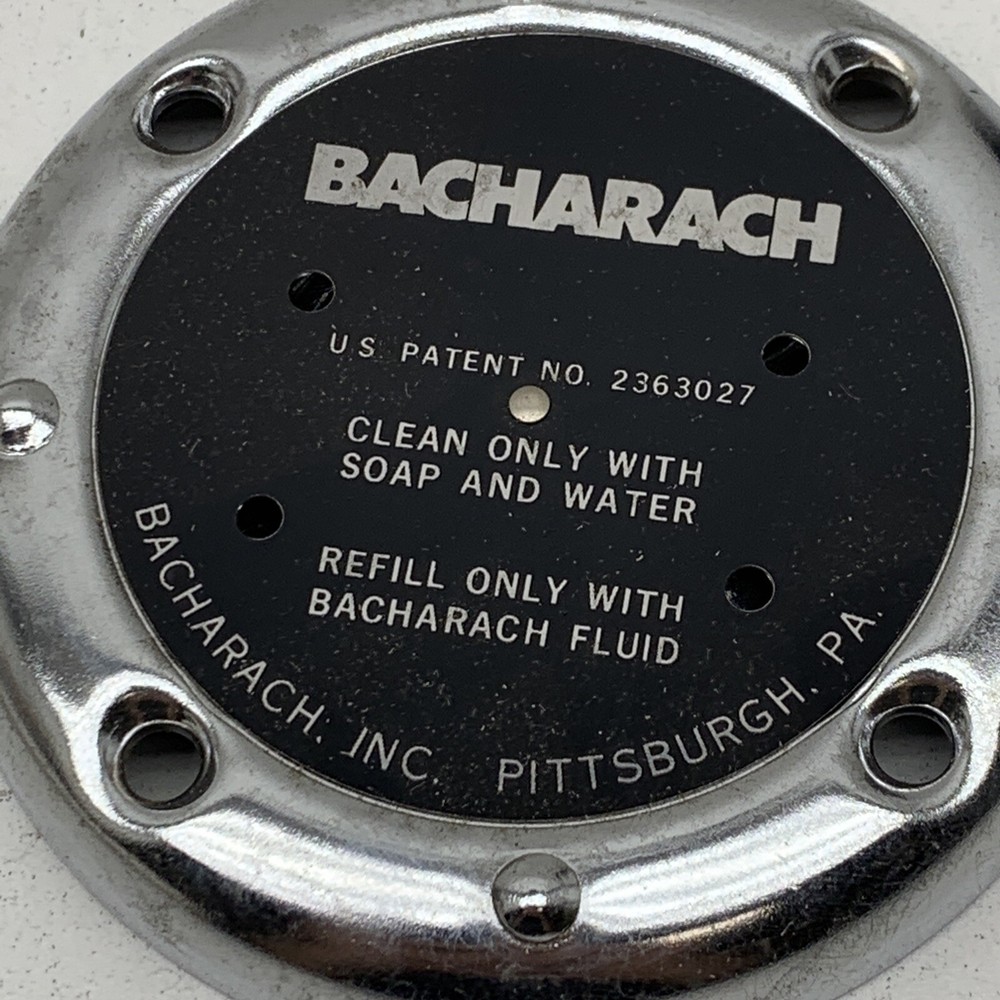 BACHARACH
U.S. PATENT NO. 2363027
CLEAN ONLY WITH
SOAP AND WATER
REFILL ONLY WITH
BACHARACH FLUID
BACHARACH, INC. PITTSBURGH, PA.